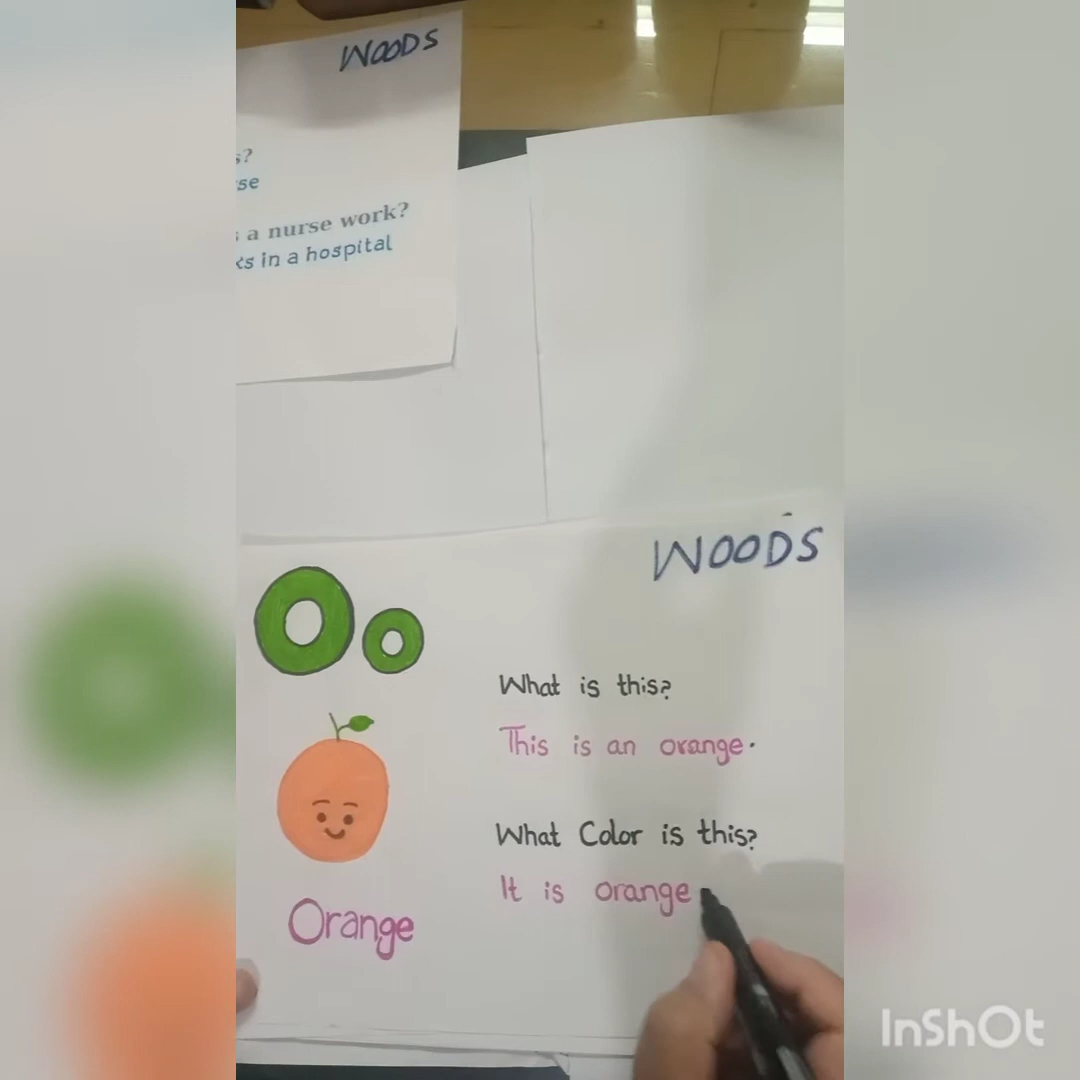 WOODS
a nurse work?
in a hospital
WOODS
Oo
What is this?
This is an orange.
What Color is this?
It is orange
Orange
InShOt